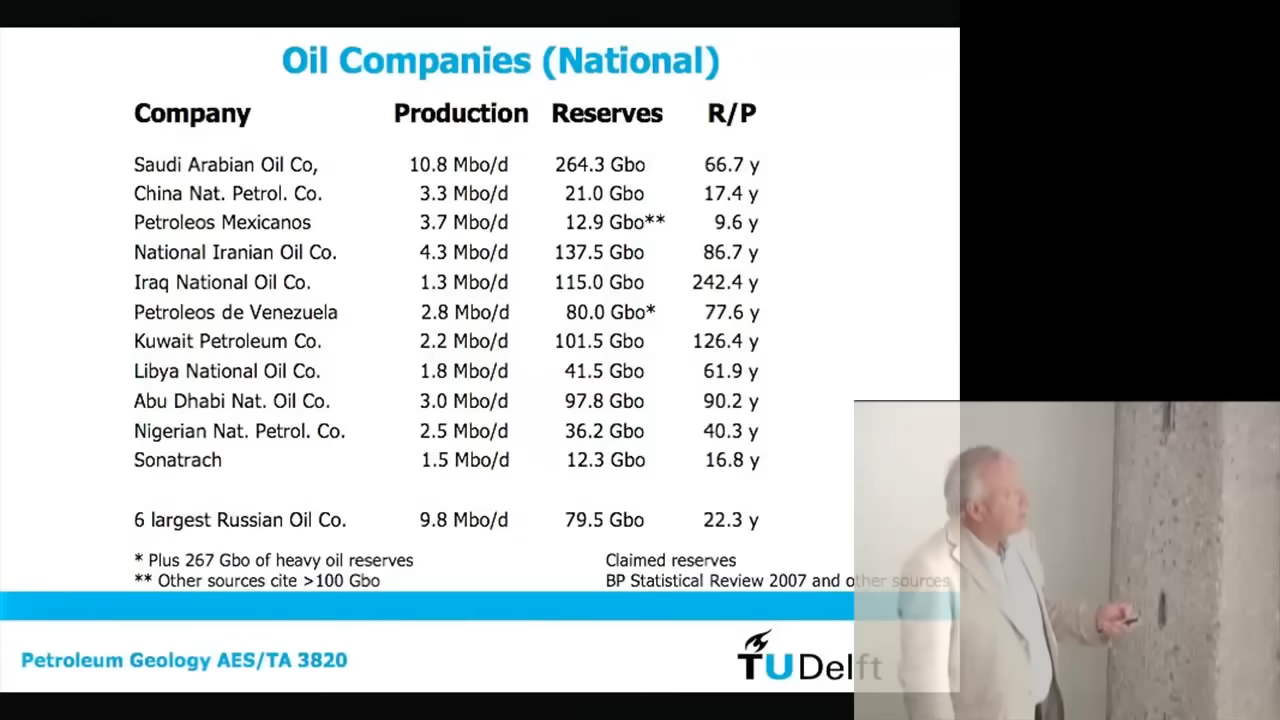 Oil Companies (National)
Company Production Reserves R/P
Saudi Arabian Oil Co, 10.8 Mbo/d 264.3 Gbo 66.7 y
China Nat. Petrol. Co. 3.3 Mbo/d 21.0 Gbo 17.4 y
Petroleos Mexicanos 3.7 Mbo/d 12.9 Gbo** 9.6 y
National Iranian Oil Co. 4.3 Mbo/d 137.5 Gbo 86.7 y
Iraq National Oil Co. 1.3 Mbo/d 115.0 Gbo 242.4 y
Petroleos de Venezuela 2.8 Mbo/d 80.0 Gbo* 77.6 y
Kuwait Petroleum Co. 2.2 Mbo/d 101.5 Gbo 126.4 y
Libya National Oil Co. 1.8 Mbo/d 41.5 Gbo 61.9 y
Abu Dhabi Nat. Oil Co. 3.0 Mbo/d 97.8 Gbo 90.2 y
Nigerian Nat. Petrol. Co. 2.5 Mbo/d 36.2 Gbo 40.3 y
Sonatrach 1.5 Mbo/d 12.3 Gbo 16.8 y
6 largest Russian Oil Co. 9.8 Mbo/d 79.5 Gbo 22.3 y
* Plus 267 Gbo of heavy oil reserves Claimed reserves
** Other sources cite >100 Gbo BP Statistical Review 2007 and other sources
Petroleum Geology AES/TA 3820
TUDelft